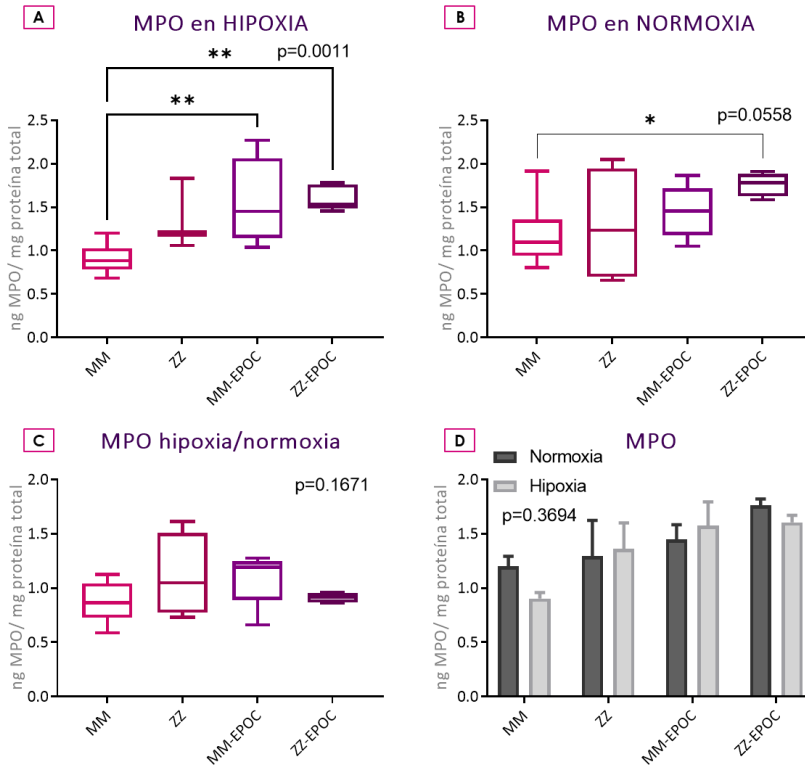 A
MPO en HIPOXIA
**
p=0.0011
**
ng MPO/ mg proteína total
2.5
2.0
1.5
1.0
0.5
0.0
MM
ZZ
MM-EPOC
ZZ-EPOC
B
MPO en NORMOXIA
*
p=0.0558
ng MPO/ mg proteína total
2.5
2.0
1.5
1.0
0.5
0.0
MM
ZZ
MM-EPOC
ZZ-EPOC
C
MPO hipoxia/normoxia
p=0.1671
ng MPO/ mg proteína total
2.0
1.5
1.0
0.5
0.0
MM
ZZ
MM-EPOC
ZZ-EPOC
D
MPO
Normoxia
Hipoxia
p=0.3694
ng MPO/ mg proteína total
2.0
1.5
1.0
0.5
0.0
MM
ZZ
MM-EPOC
ZZ-EPOC